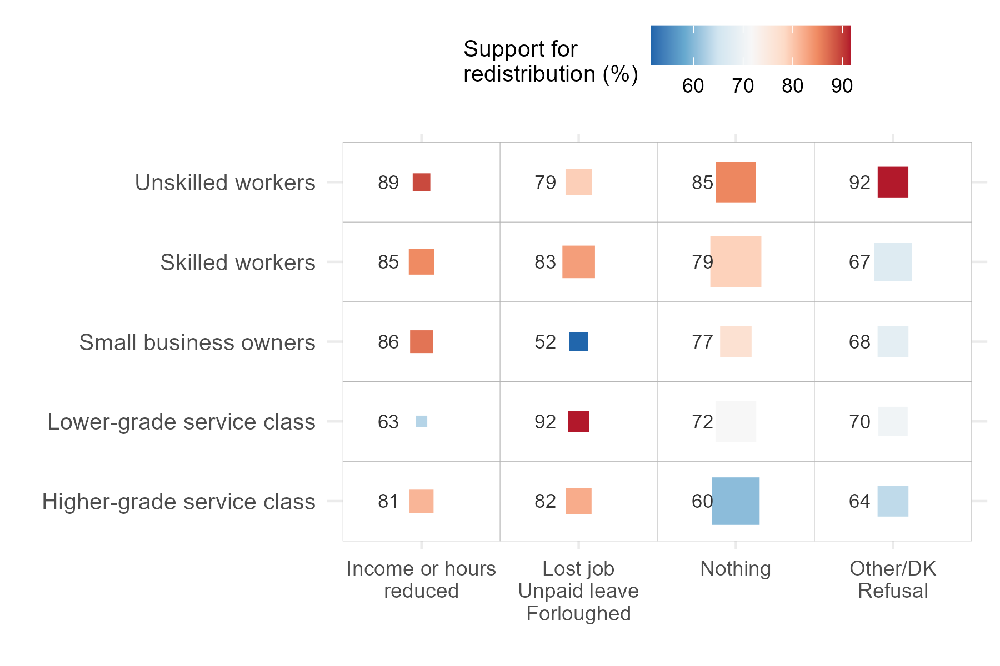 Support for
redistribution (%)
60 70 80 90
Unskilled workers 89 79 85 92
Skilled workers 85 83 79 67
Small business owners 86 52 77 68
Lower-grade service class 63 92 72 70
Higher-grade service class 81 82 60 64
Income or hours
reduced
Lost job
Unpaid leave
Forloughed
Nothing
Other/DK
Refusal